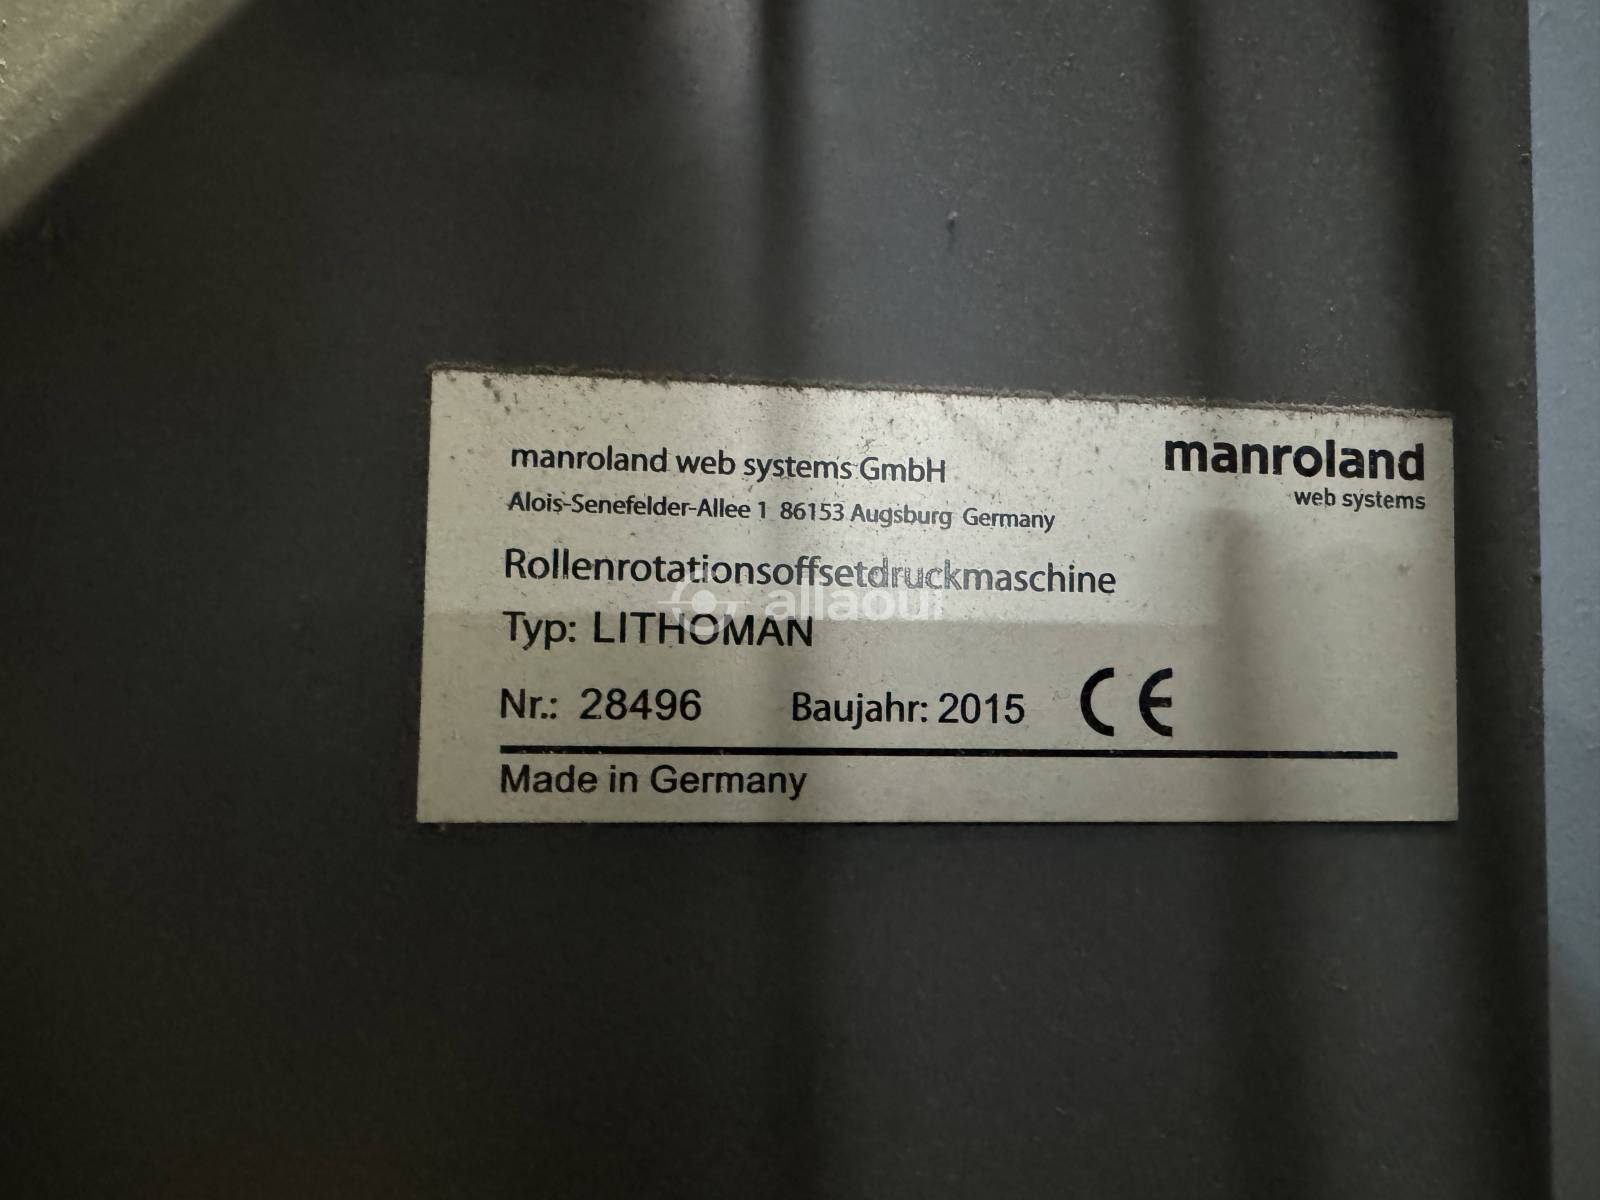 manroland web systems GmbH
manroland
web systems
Alois-Senefelder-Allee 1 86153 Augsburg Germany
Rollenrotationsoffsetdruckmaschine
allaoui
Typ: LITHOMAN
Nr.: 28496 Baujahr: 2015 CE
Made in Germany